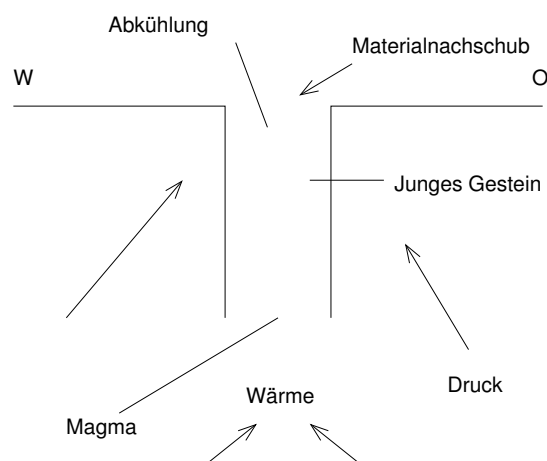 Abkühlung
Materialnachschub
W
O
Junges Gestein
Druck
Wärme
Magma